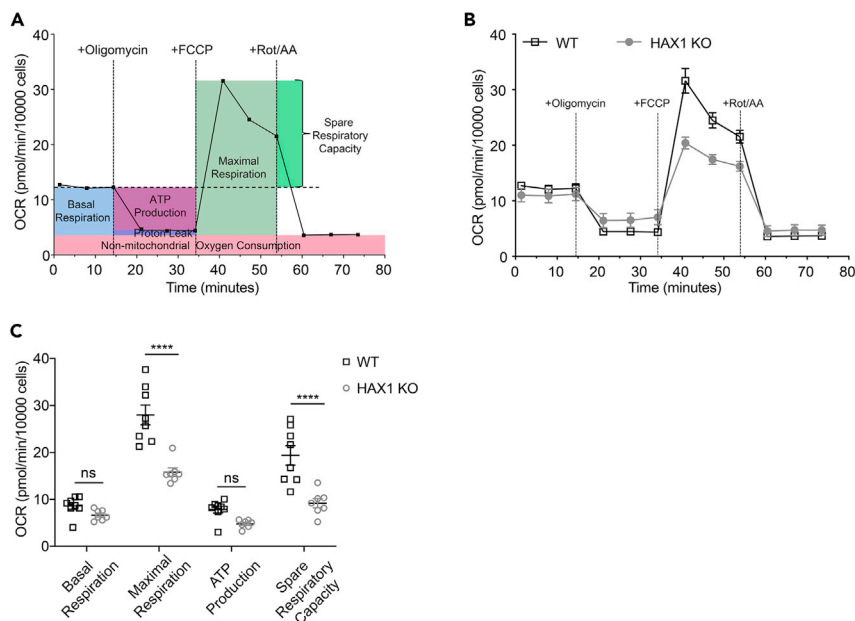 A
+Oligomycin
+FCCP
+Rot/AA
OCR (pmol/min/10000 cells)
40
30
20
10
0
Basal
Respiration
ATP
Production
Proton Leak
Maximal
Respiration
Spare
Respiratory
Capacity
Non-mitochondrial Oxygen Consumption
0 10 20 30 40 50 60 70 80
Time (minutes)
B
WT
HAX1 KO
+Oligomycin
+FCCP
+Rot/AA
OCR (pmol/min/10000 cells)
40
30
20
10
0
0 10 20 30 40 50 60 70 80
Time (minutes)
C
WT
HAX1 KO
OCR (pmol/min/10000 cells)
40
30
20
10
0
ns
****
ns
****
Basal
Respiration
Maximal
Respiration
ATP
Production
Spare
Respiratory
Capacity